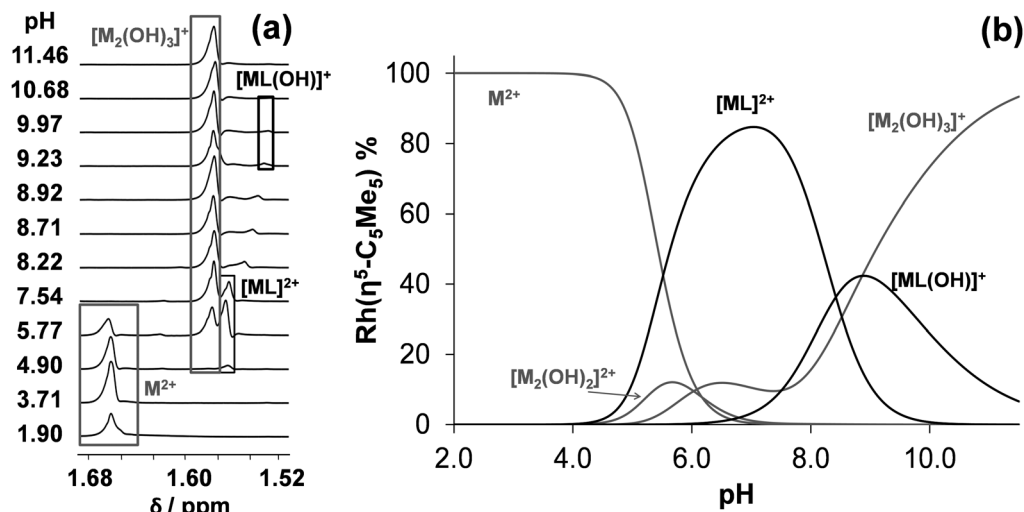 (a)
pH
[M₂(OH)₃]⁺
11.46
[ML(OH)]⁺
10.68
9.97
9.23
8.92
8.71
8.22
[ML]²⁺
7.54
5.77
4.90
M²⁺
3.71
1.90
1.68 1.60 1.52
δ / ppm
(b)
Rh(η⁵-C₅Me₅) %
100
80
60
40
20
0
M²⁺
[ML]²⁺
[M₂(OH)₃]⁺
[ML(OH)]⁺
[M₂(OH)₂]²⁺
2.0 4.0 6.0 8.0 10.0
pH